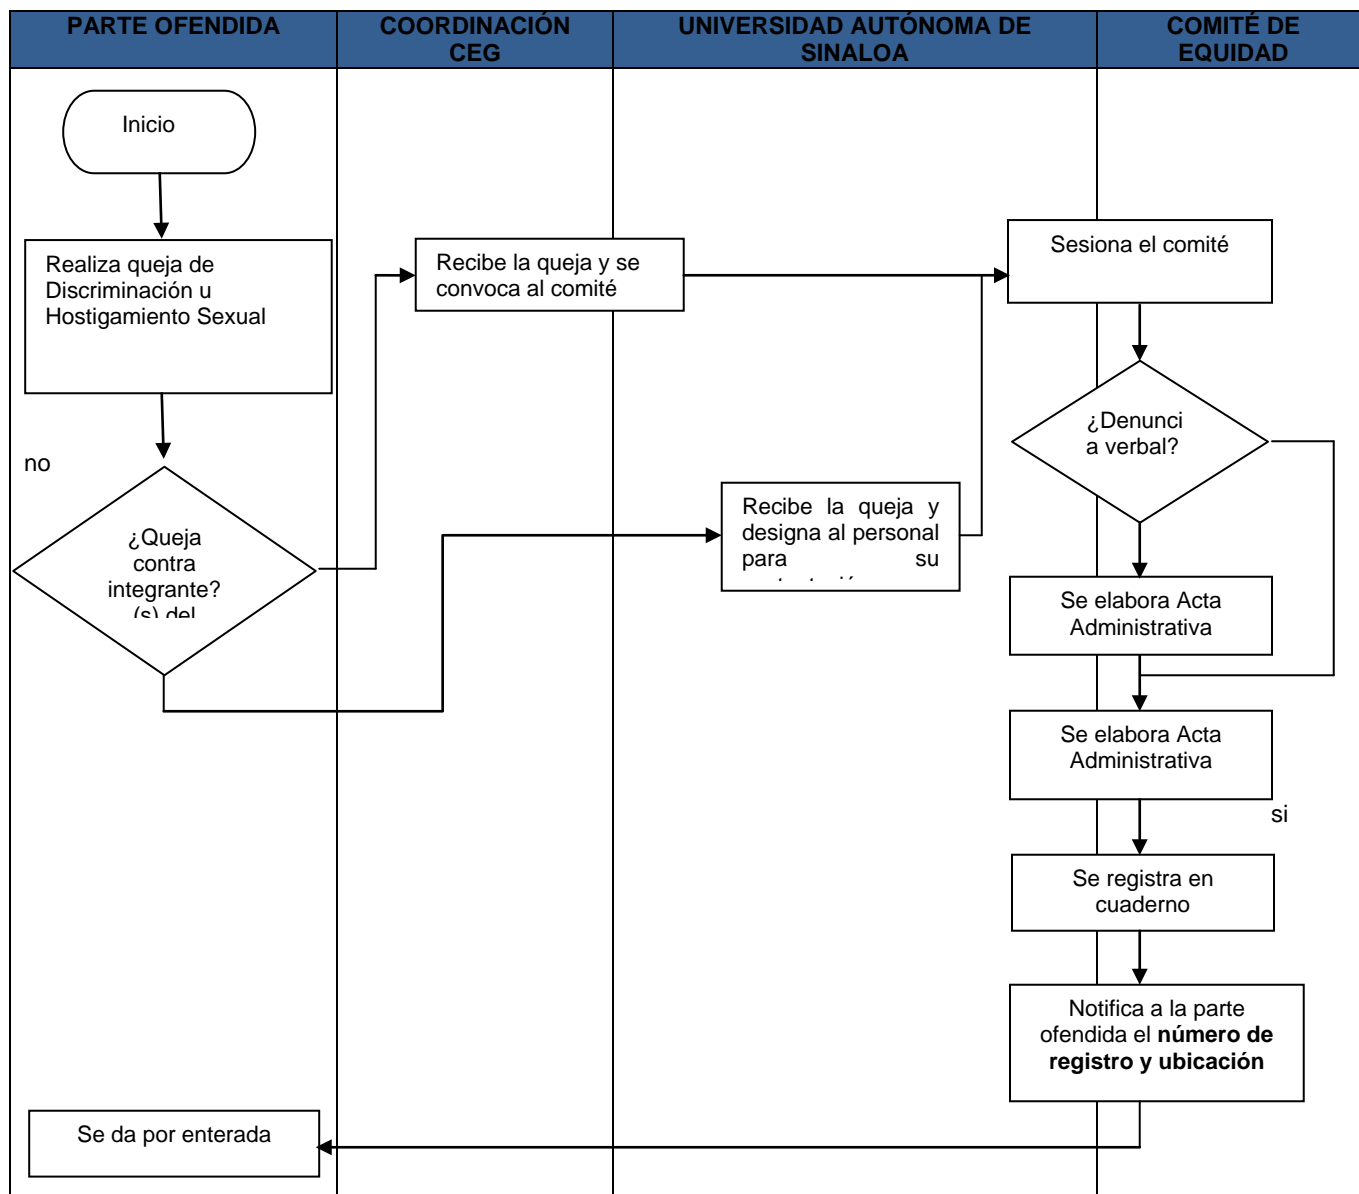 PARTE OFENDIDA
COORDINACIÓN
CEG
UNIVERSIDAD AUTÓNOMA DE
SINALOA
COMITÉ DE
EQUIDAD
Inicio
Realiza queja de
Discriminación u
Hostigamiento Sexual
Recibe la queja y se
convoca al comité
Sesiona el comité
¿Denunci
a verbal?
no
¿Queja
contra
integrante?
(s) del
Recibe la queja y
designa al personal
para su
Se elabora Acta
Administrativa
Se elabora Acta
Administrativa
si
Se registra en
cuaderno
Notifica a la parte
ofendida el número de
registro y ubicación
Se da por enterada